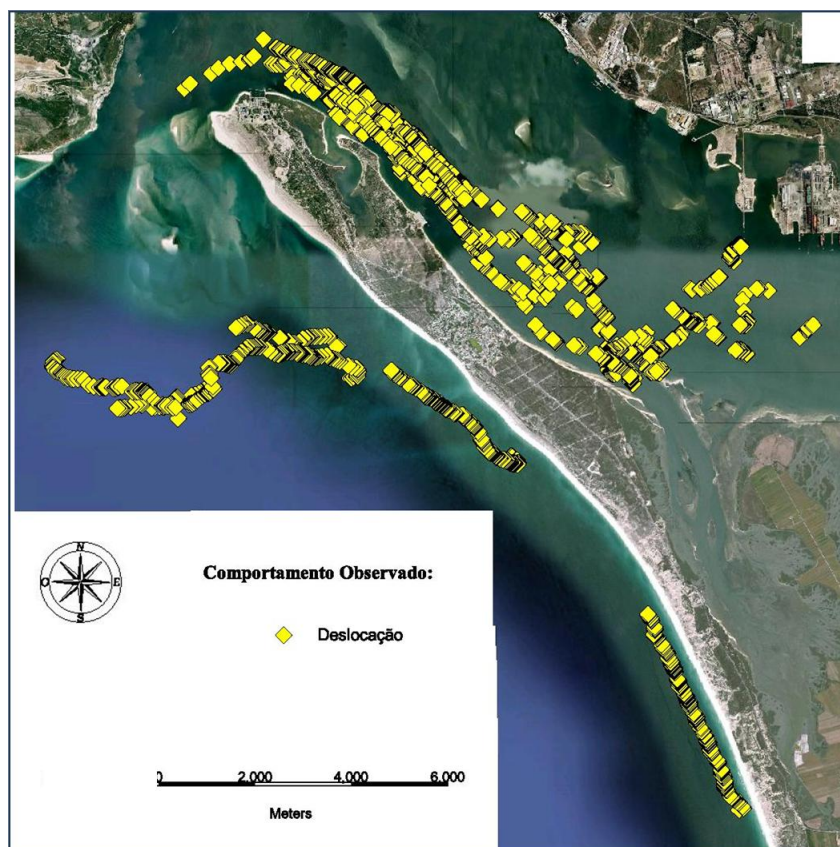 N
O
E
S
Comportamento Observado:
Deslocação
0 2,000 4,000 6,000
Meters